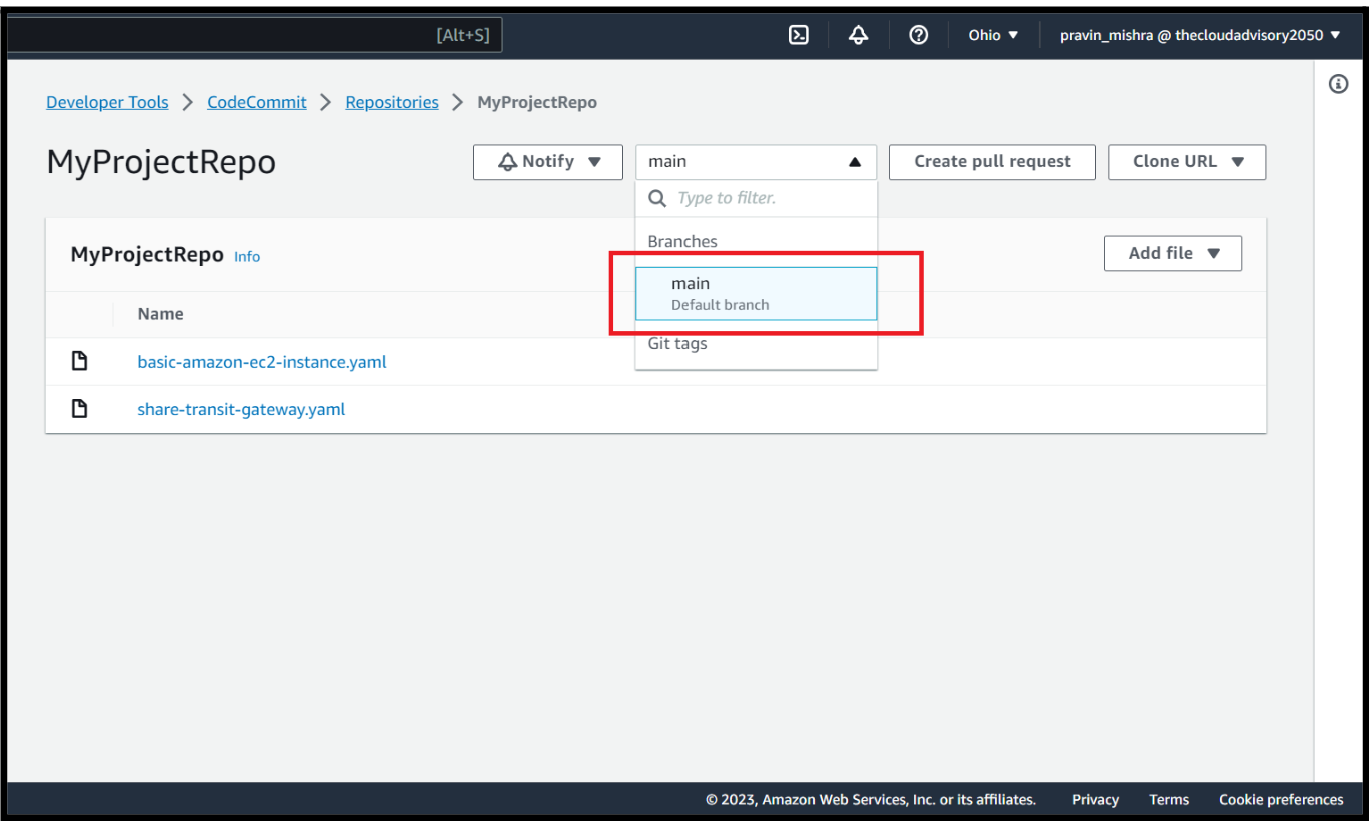 [Alt+S] Ohio pravin_mishra @ thecloudadvisory2050
Developer Tools CodeCommit Repositories MyProjectRepo
MyProjectRepo Notify main Create pull request Clone URL
Type to filter.
Branches
MyProjectRepo Info Add file
main
Default branch
Name
Git tags
basic-amazon-ec2-instance.yaml
share-transit-gateway.yaml
© 2023, Amazon Web Services, Inc. or its affiliates. Privacy Terms Cookie preferences